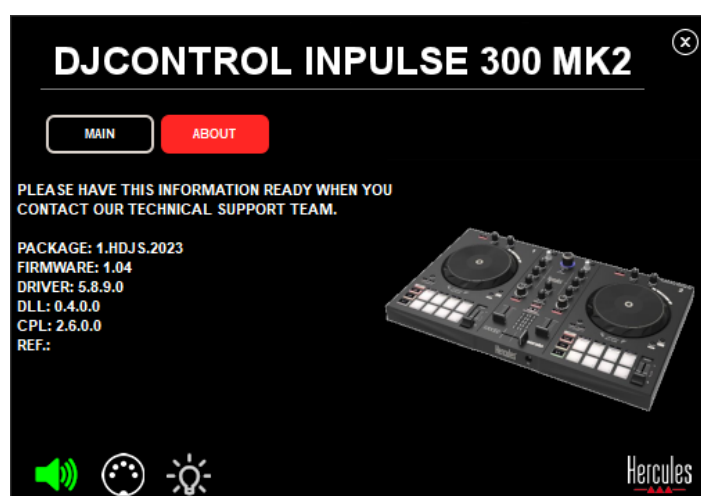 DJCONTROL INPULSE 300 MK2
MAIN
ABOUT
PLEASE HAVE THIS INFORMATION READY WHEN YOU
CONTACT OUR TECHNICAL SUPPORT TEAM.
PACKAGE: 1.HDJS.2023
FIRMWARE: 1.04
DRIVER: 5.8.9.0
DLL: 0.4.0.0
CPL: 2.6.0.0
REF.:
Hercules
Hercules